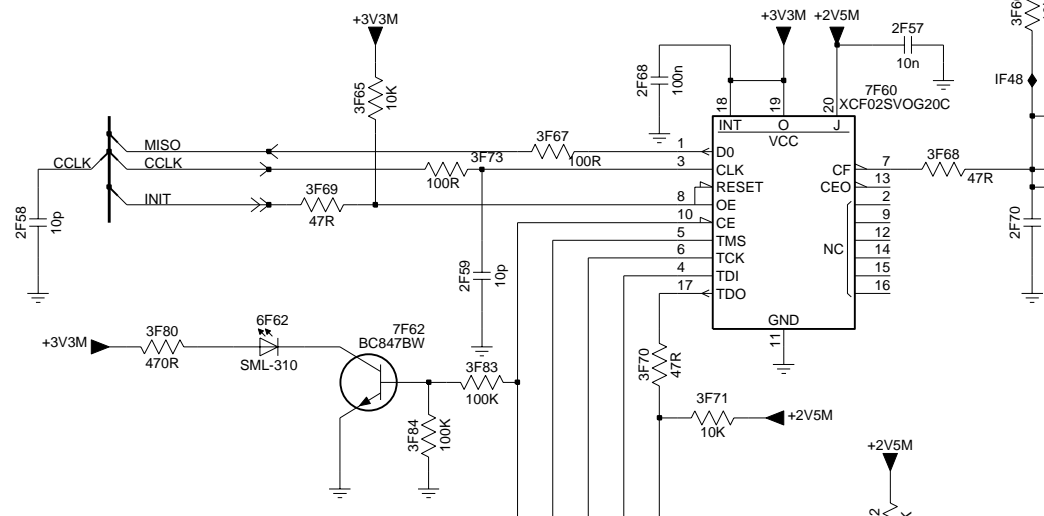 +3V3M
+3V3M
+2V5M
2F57
10n
2F68
100n
3F65
10K
IF48
7F60
XCF02SVOG20C
18
19
20
INT
O
J
VCC
MISO
3F67
100R
1
D0
CCLK
CCLK
3F73
100R
3
CLK
CF
7
3F68
47R
RESET
CEO
13
INIT
3F69
47R
8
OE
2
2F58
10p
10
CE
9
2F70
5
TMS
NC
12
6
TCK
14
2F59
10p
4
TDI
15
17
TDO
16
GND
11
+3V3M
3F80
470R
6F62
SML-310
7F62
BC847BW
3F83
100K
3F70
47R
3F84
100K
3F71
10K
+2V5M
+2V5M